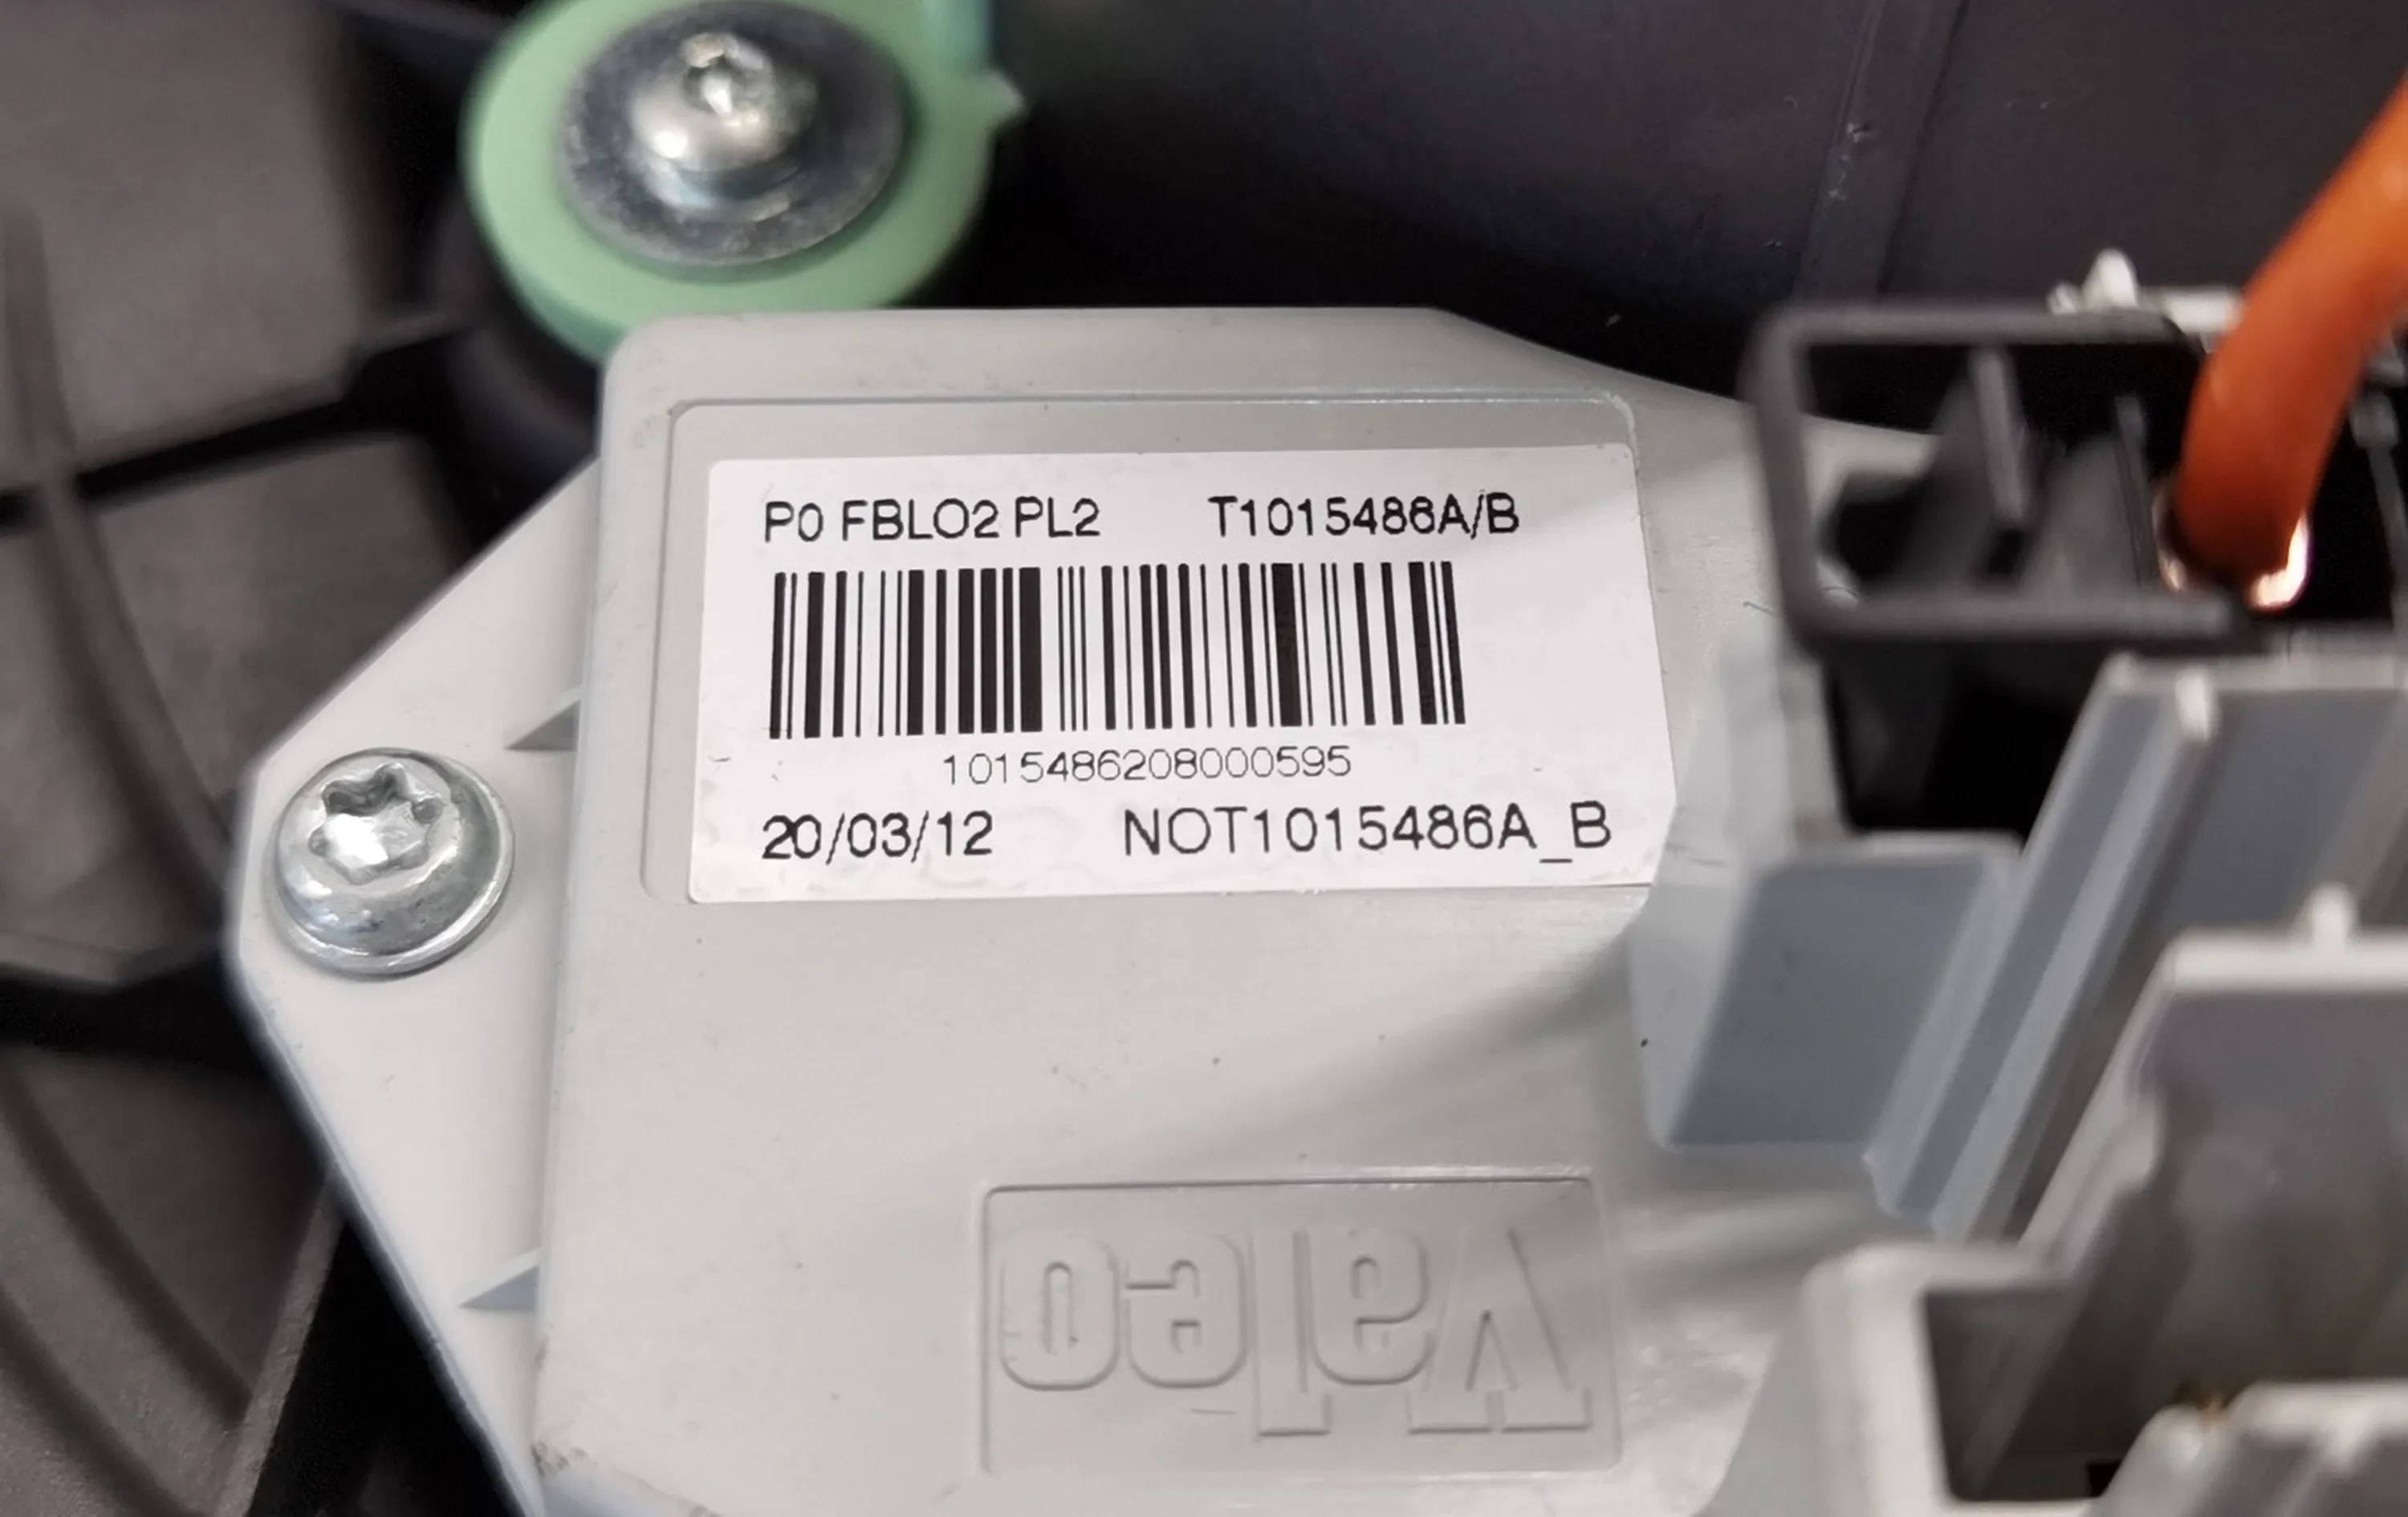 P0 FBLO2 PL2 T1015486A/B
1015486208000595
20/03/12 NOT1015486A_B
Valeo